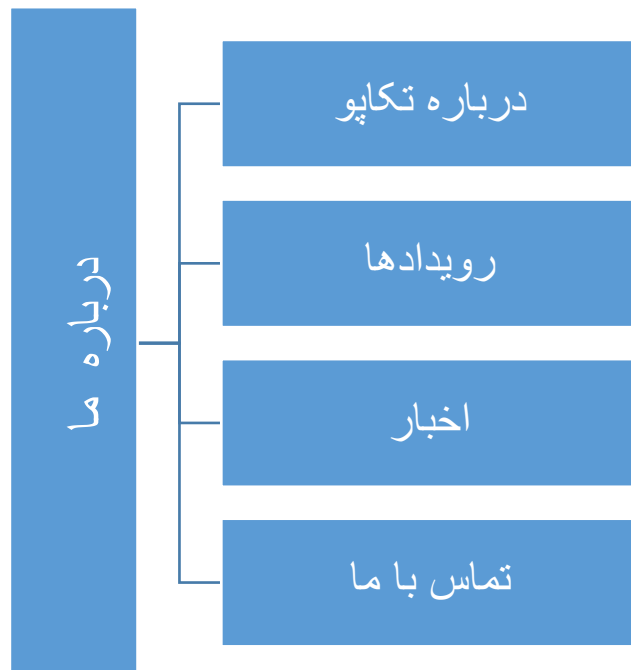 درباره ما
درباره تکاپو
رویدادها
اخبار
تماس با ما